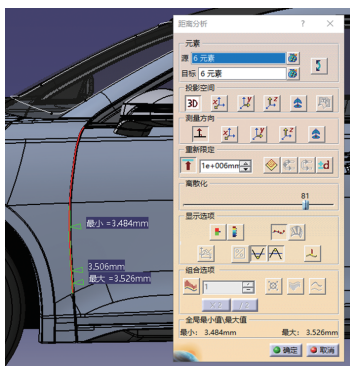 距离分析 ? ×
元素
源 6 元素
目标 6 元素
投影空间
3D
测量方向
重新限定
1e+006mm
2d
离散化
81
显示选项
组合选项
1
全局最小值\最大值
最小: 3.484mm 最大: 3.526mm
确定 取消
最小 =3.484mm
3.506mm
最大 =3.526mm